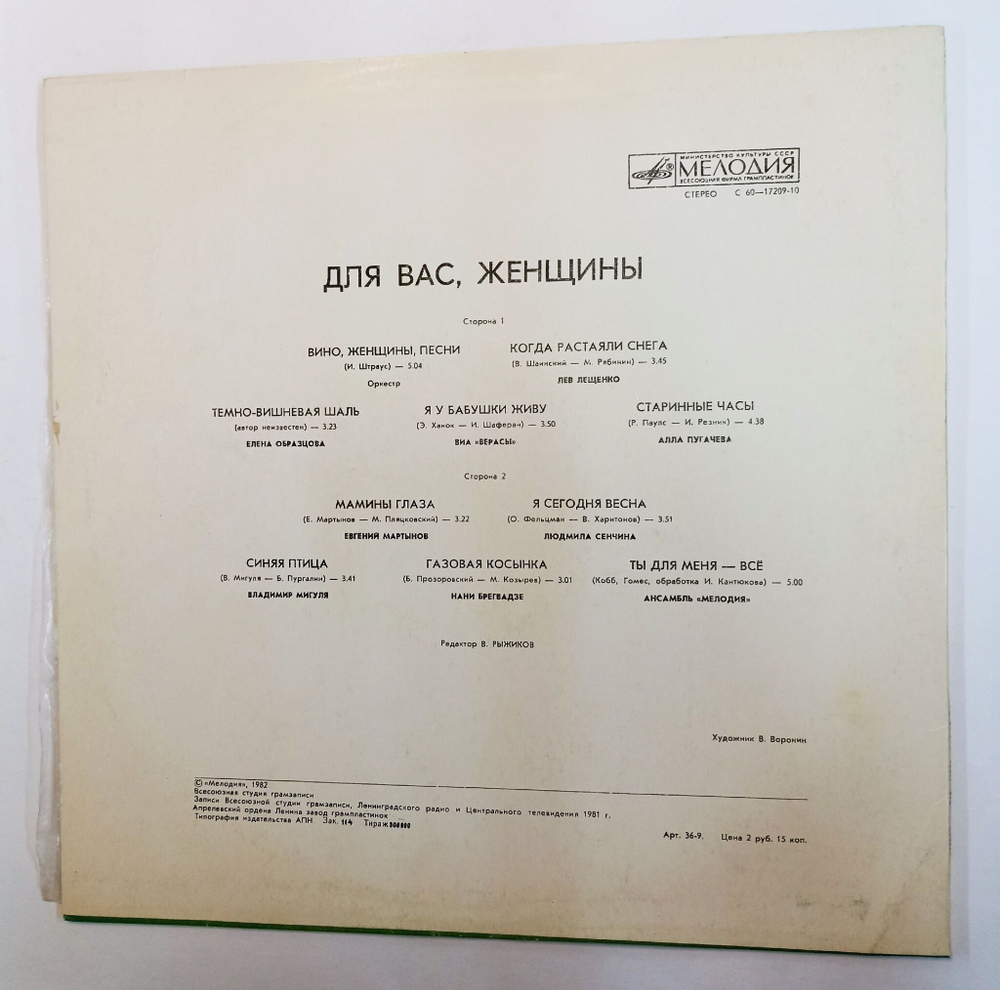 МИНИСТЕРСТВО КУЛЬТУРЫ СССР
МЕЛОДИЯ
ВСЕСОЮЗНАЯ ФИРМА ГРАМПЛАСТИНОК
СТЕРЕО С 60—17209-10
ДЛЯ ВАС, ЖЕНЩИНЫ
Сторона 1
ВИНО, ЖЕНЩИНЫ, ПЕСНИ
(И. Штраус) — 5.04
Оркестр
КОГДА РАСТАЯЛИ СНЕГА
(В. Шаинский — М. Рябинин) — 3.45
ЛЕВ ЛЕЩЕНКО
ТЕМНО-ВИШНЕВАЯ ШАЛЬ
(автор неизвестен) — 3.23
ЕЛЕНА ОБРАЗЦОВА
Я У БАБУШКИ ЖИВУ
(Э. Ханок — И. Шаферан) — 3.50
ВИА «ВЕРАСЫ»
СТАРИННЫЕ ЧАСЫ
(Р. Паулс — И. Резник) — 4.38
АЛЛА ПУГАЧЕВА
Сторона 2
МАМИНЫ ГЛАЗА
(Е. Мартынов — М. Пляцковский) — 3.22
ЕВГЕНИЙ МАРТЫНОВ
Я СЕГОДНЯ ВЕСНА
(О. Фельцман — В. Харитонов) — 3.51
ЛЮДМИЛА СЕНЧИНА
СИНЯЯ ПТИЦА
(В. Мигуля — Б. Пургалин) — 3.41
ВЛАДИМИР МИГУЛЯ
ГАЗОВАЯ КОСЫНКА
(Б. Прозоровский — М. Козырев) — 3.01
НАНИ БРЕГВАДЗЕ
ТЫ ДЛЯ МЕНЯ — ВСЁ
(Кобб, Гомес, обработка И. Кантюкова) — 5.00
АНСАМБЛЬ «МЕЛОДИЯ»
Редактор В. РЫЖИКОВ
Художник В. Воронин
© «Мелодия», 1982
Всесоюзная студия грамзаписи
Записи Всесоюзной студии грамзаписи, Ленинградского радио и Центрального телевидения 1981 г.
Апрелевский ордена Ленина завод грампластинок
Типография издательства АПН Зак. 114 Тираж
Арт. 36-9. Цена 2 руб. 15 коп.